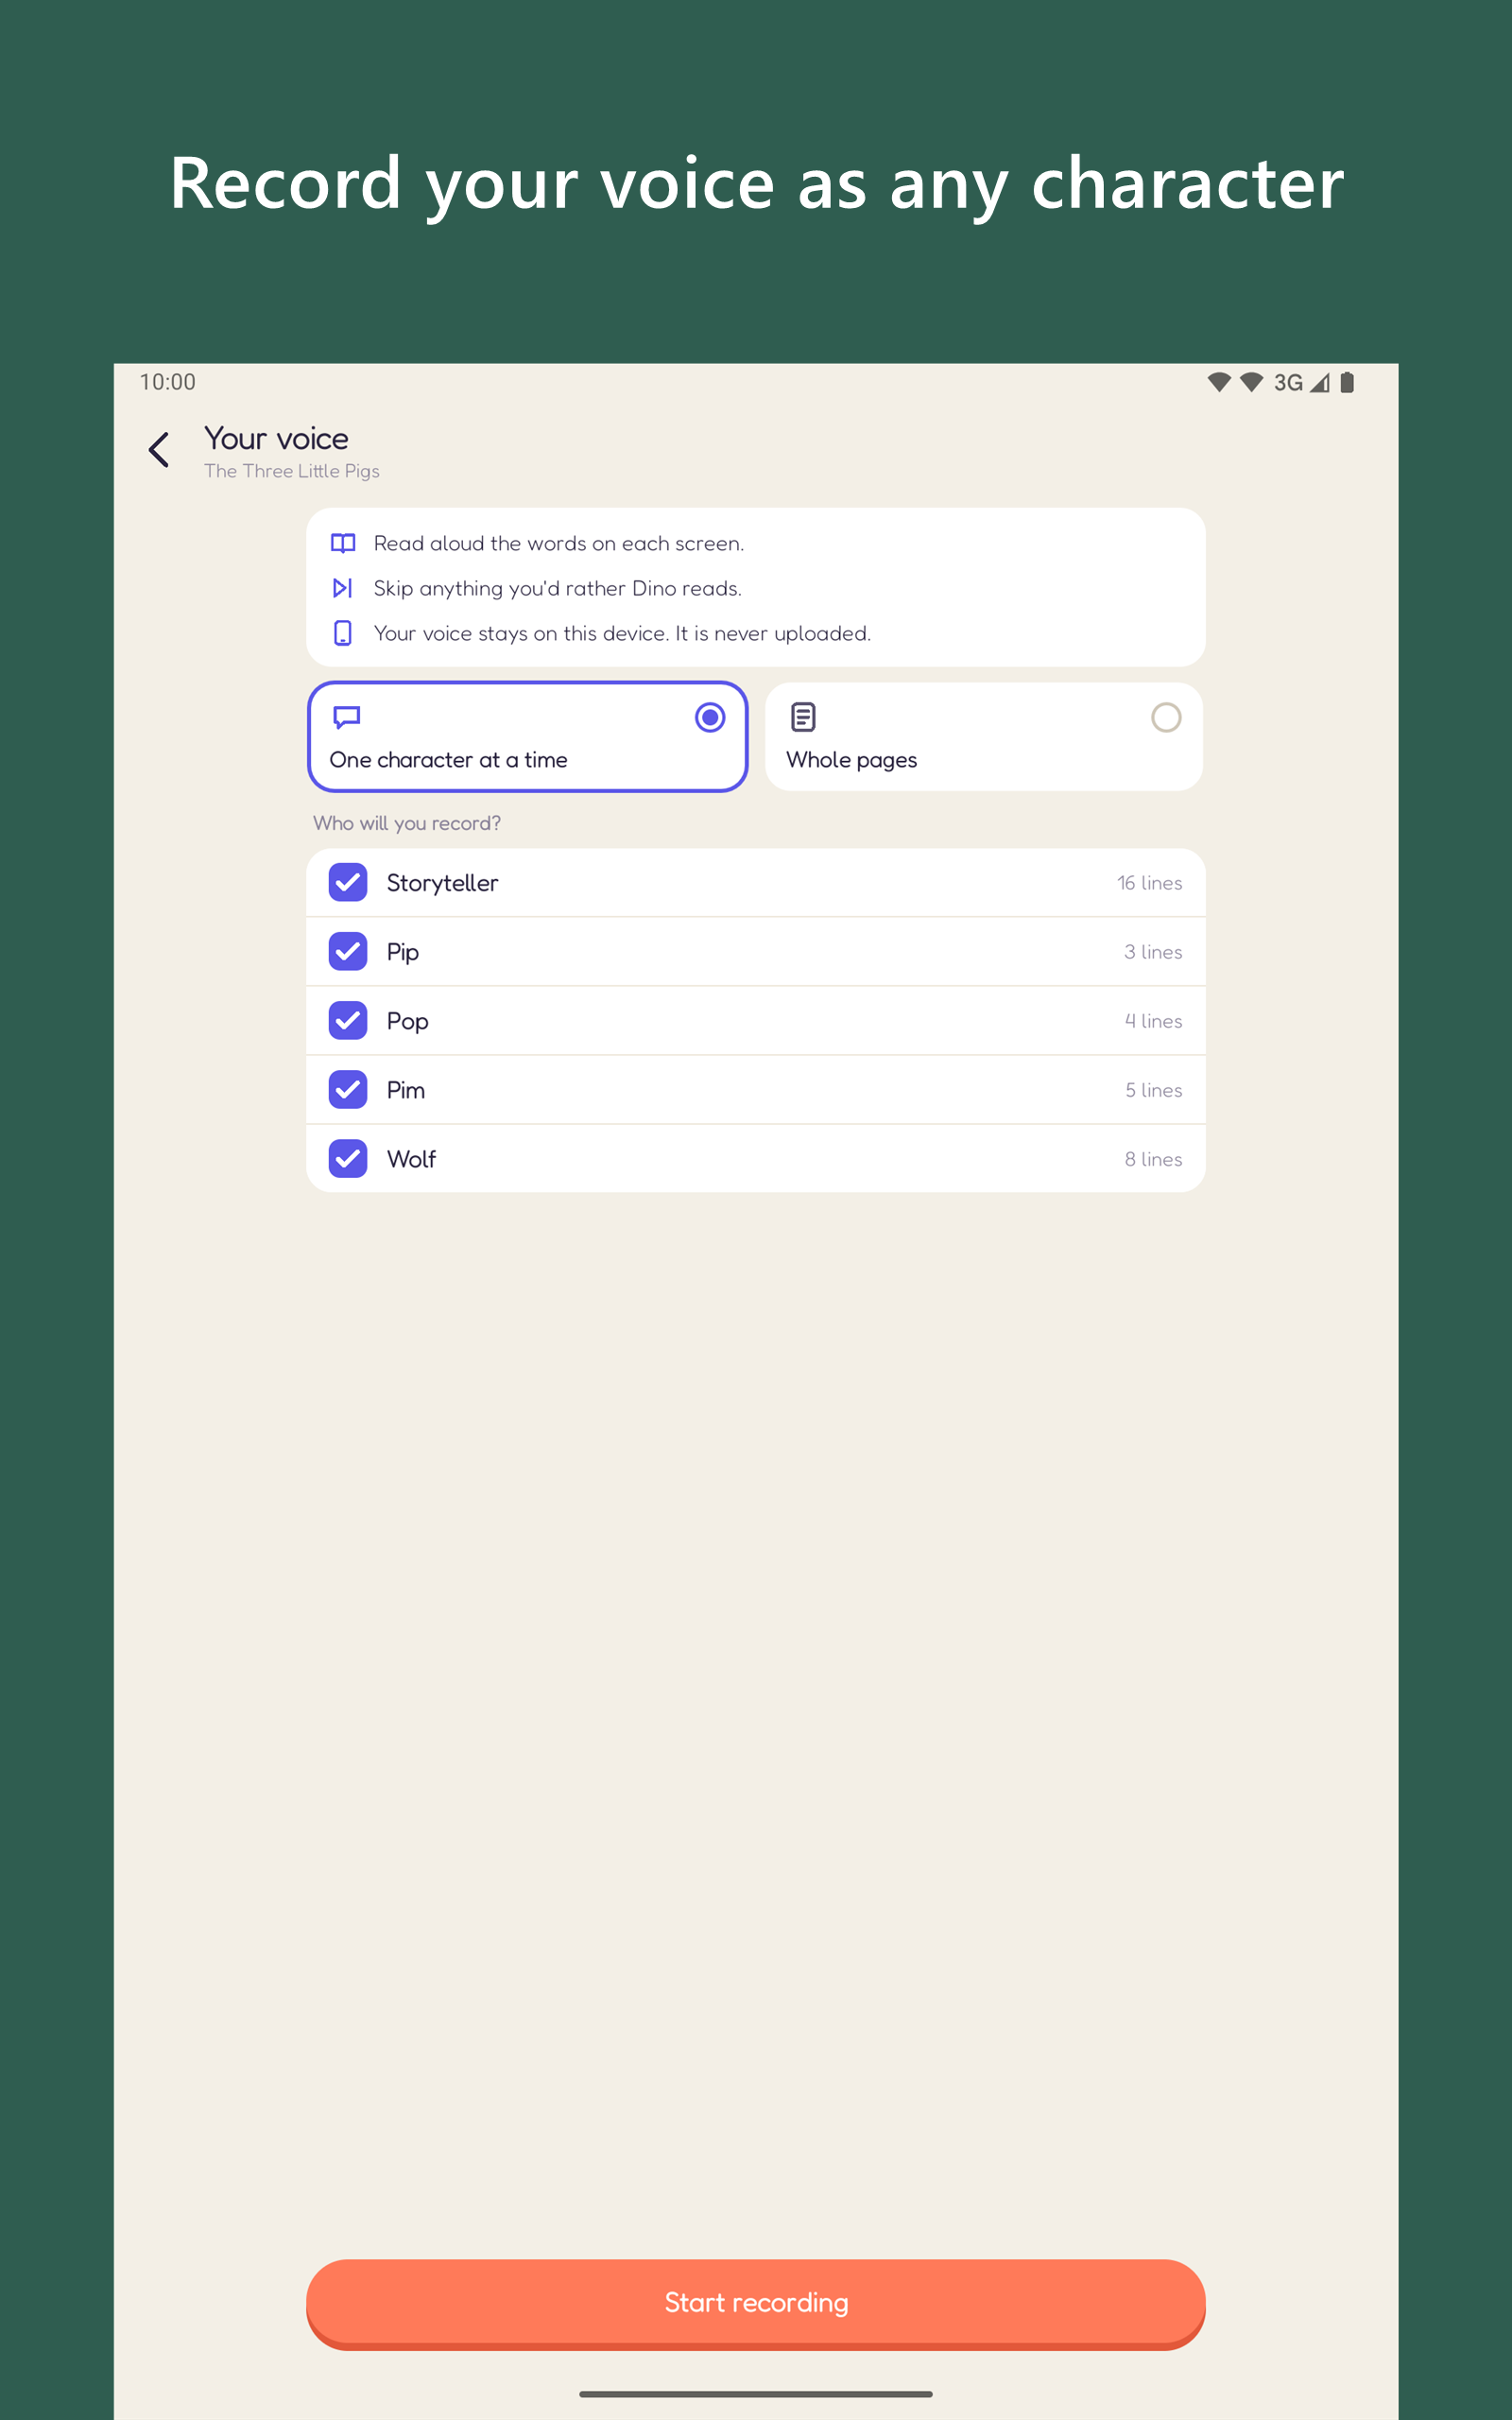 Record your voice as any character
10:00
3G
Your voice
The Three Little Pigs
Read aloud the words on each screen.
Skip anything you'd rather Dino reads.
Your voice stays on this device. It is never uploaded.
One character at a time
Whole pages
Who will you record?
Storyteller 16 lines
Pip 3 lines
Pop 4 lines
Pim 5 lines
Wolf 8 lines
Start recording